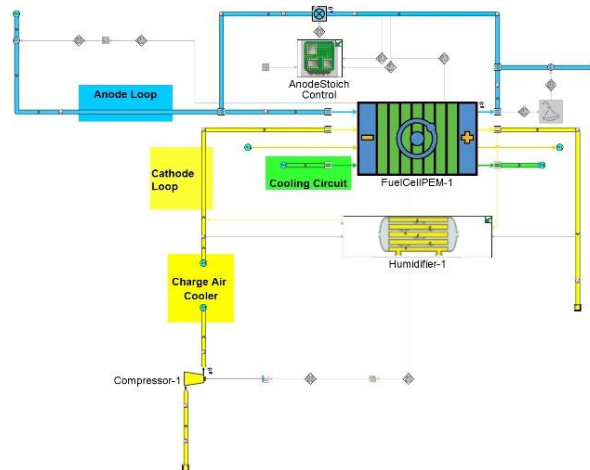 AnodeStoich
Control
Anode Loop
Cathode
Loop
Cooling Circuit
FuelCellPEM-1
Humidifier-1
Charge Air
Cooler
Compressor-1